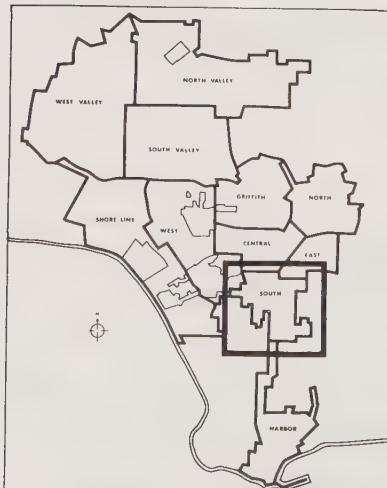 NORTH VALLEY
WEST VALLEY
SOUTH VALLEY
GRIFFITH
NORTH
SHORE LINE
WEST
CENTRAL
EAST
SOUTH
N
HARBOR